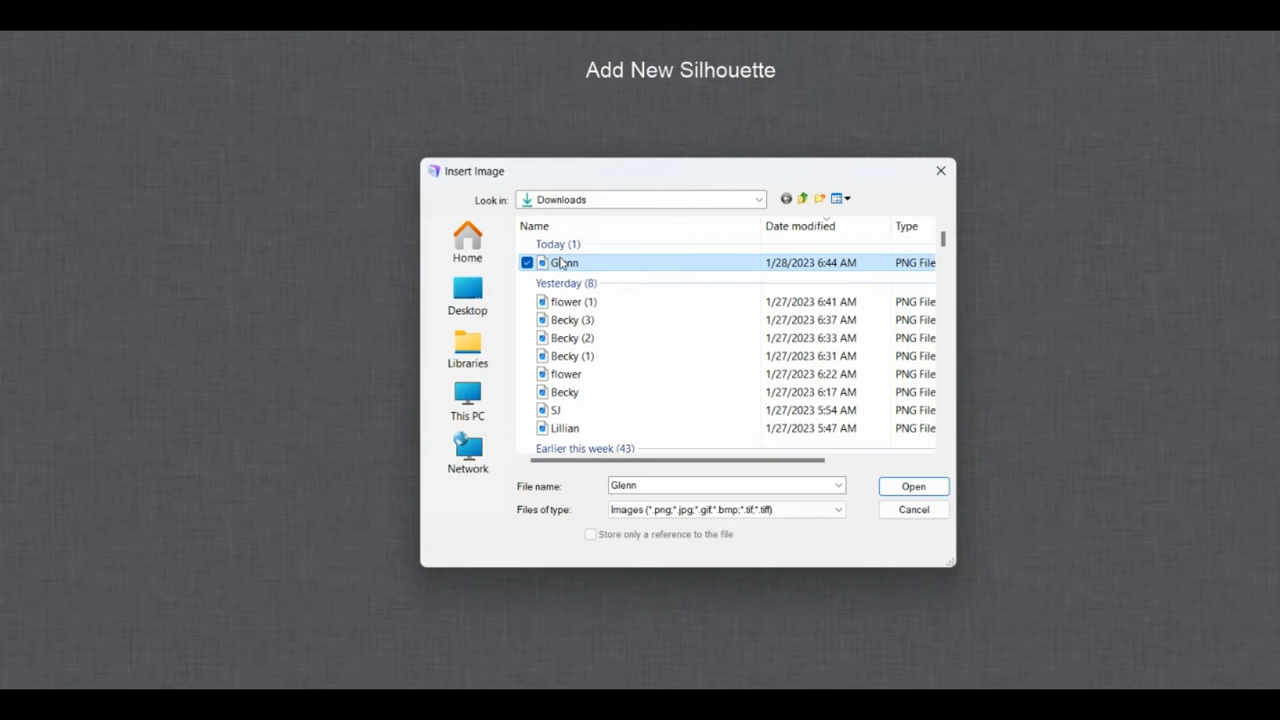 Add New Silhouette
Insert Image
Look in: Downloads
Name Date modified Type
Today (1)
Glenn 1/28/2023 6:44 AM PNG File
Yesterday (8)
flower (1) 1/27/2023 6:41 AM PNG File
Becky (3) 1/27/2023 6:37 AM PNG File
Becky (2) 1/27/2023 6:33 AM PNG File
Becky (1) 1/27/2023 6:31 AM PNG File
flower 1/27/2023 6:22 AM PNG File
Becky 1/27/2023 6:17 AM PNG File
SJ 1/27/2023 5:54 AM PNG File
Lillian 1/27/2023 5:47 AM PNG File
Earlier this week (43)
Home
Desktop
Libraries
This PC
Network
File name: Glenn Open
Files of type: Images (*.png;*.jpg;*.gif;*.bmp;*.tif;*.tiff) Cancel
Store only a reference to the file